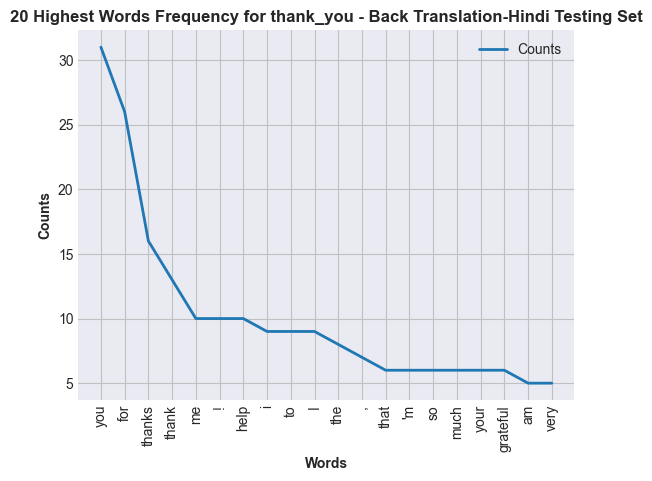 20 Highest Words Frequency for thank_you - Back Translation-Hindi Testing Set
Counts
30
25
20
15
10
5
Counts
you
for
thanks
thank
me
!
help
i
to
I
the
,
that
'm
so
much
your
grateful
am
very
Words